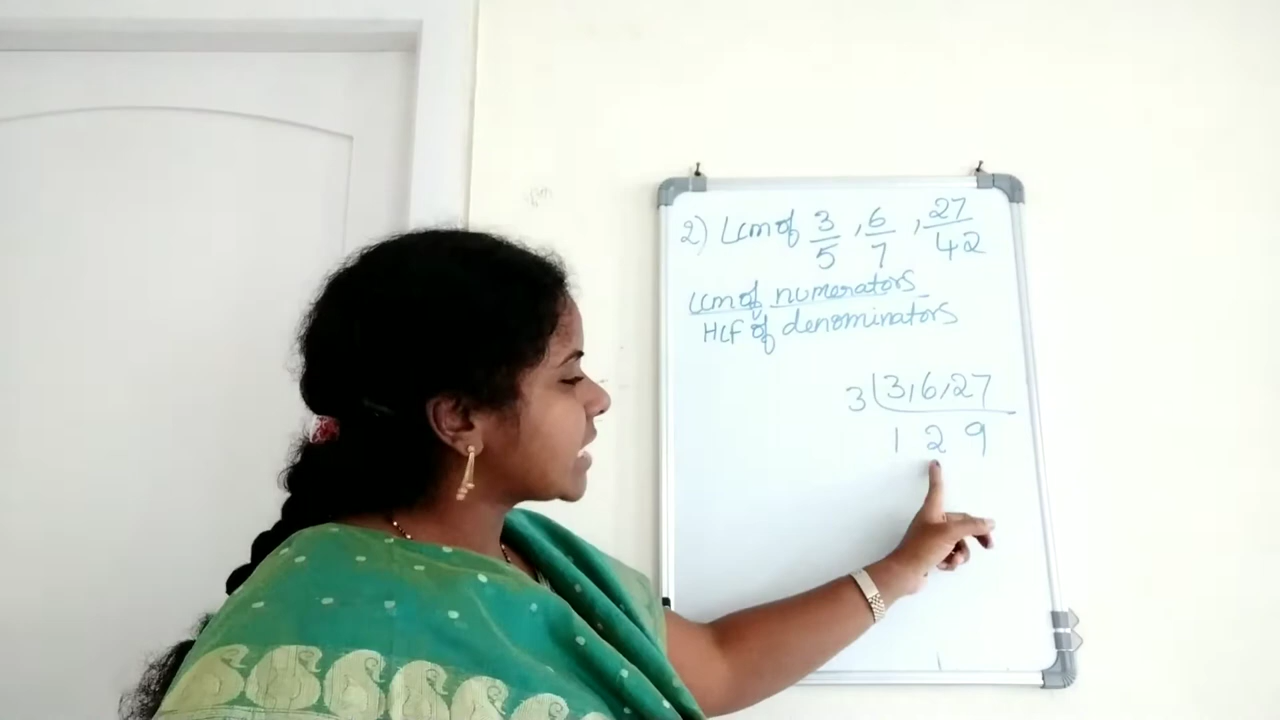 2) Lcm of 3/5 , 6/7 , 27/42
Lcm of numerators
HCF of denominators
3 3,6,27
1 2 9